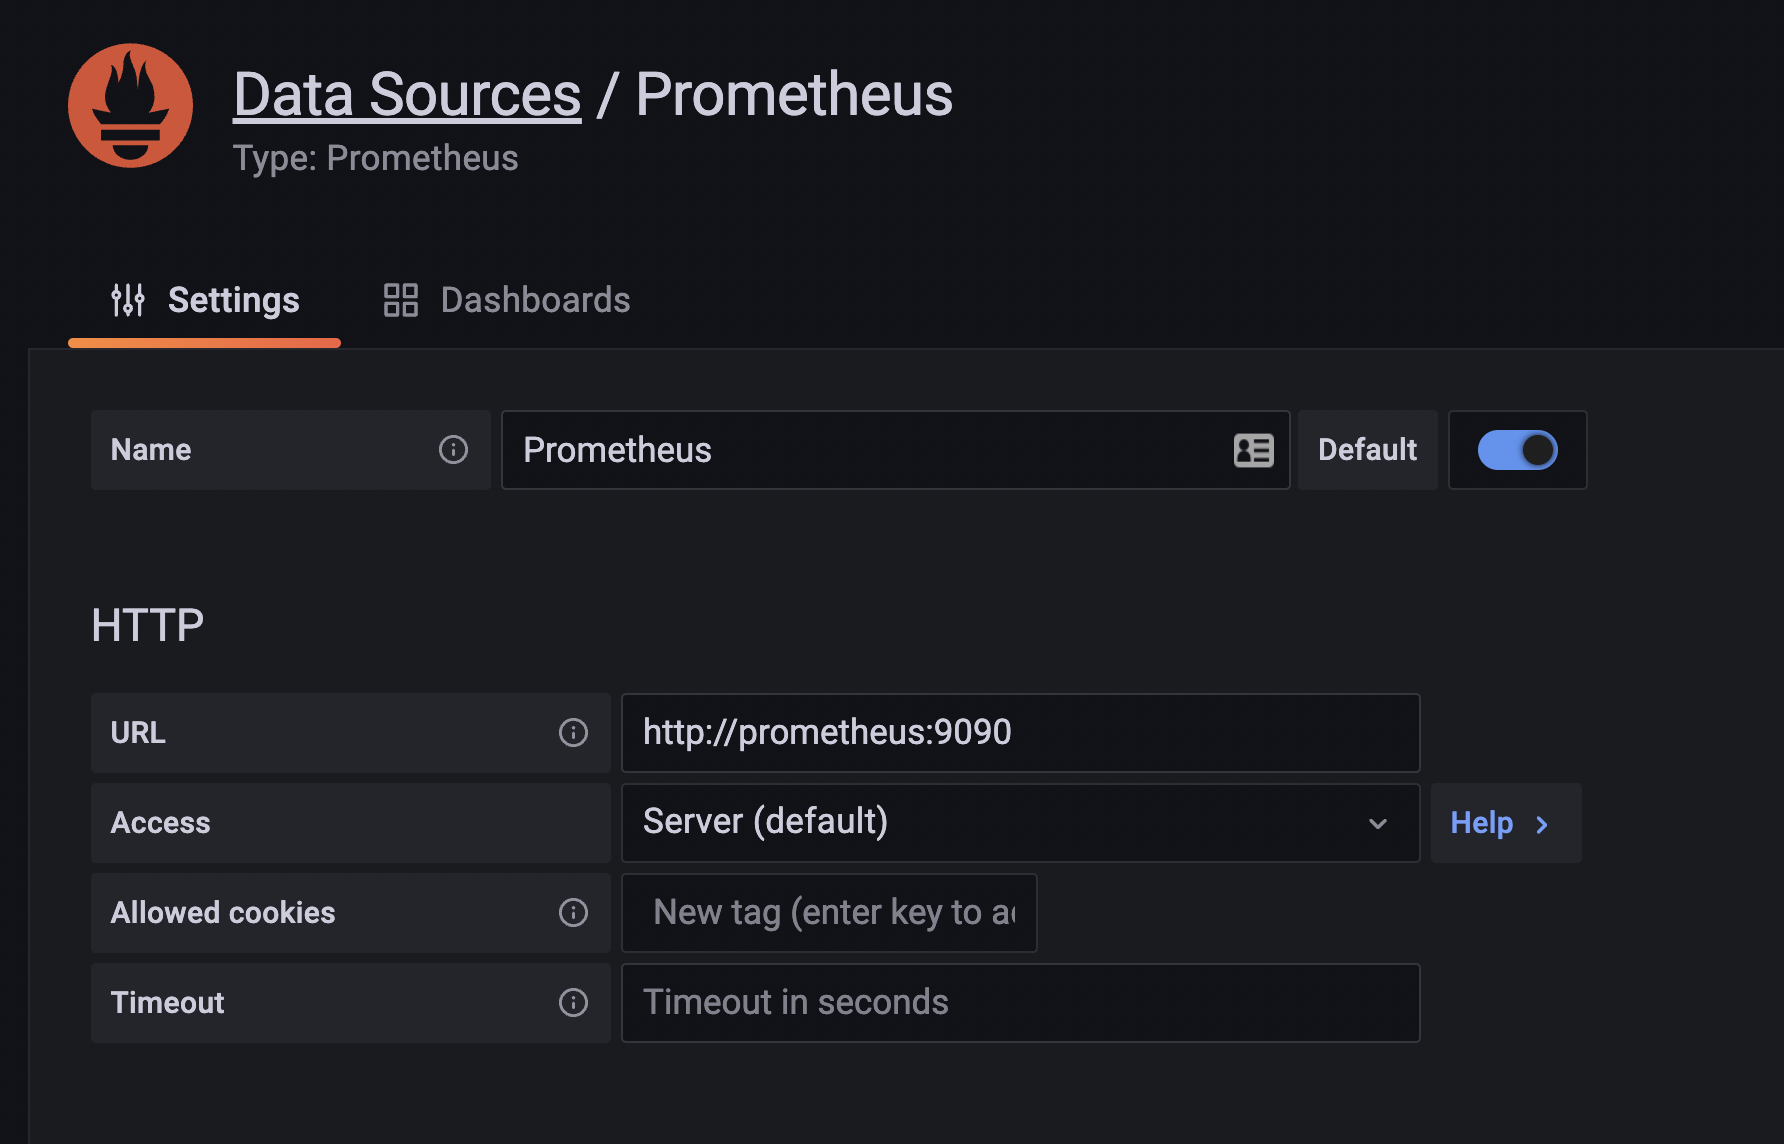 Data Sources / Prometheus
Type: Prometheus
Settings
Dashboards
Name
Prometheus
Default
HTTP
URL
http://prometheus:9090
Access
Server (default)
Help
Allowed cookies
New tag (enter key to a
Timeout
Timeout in seconds